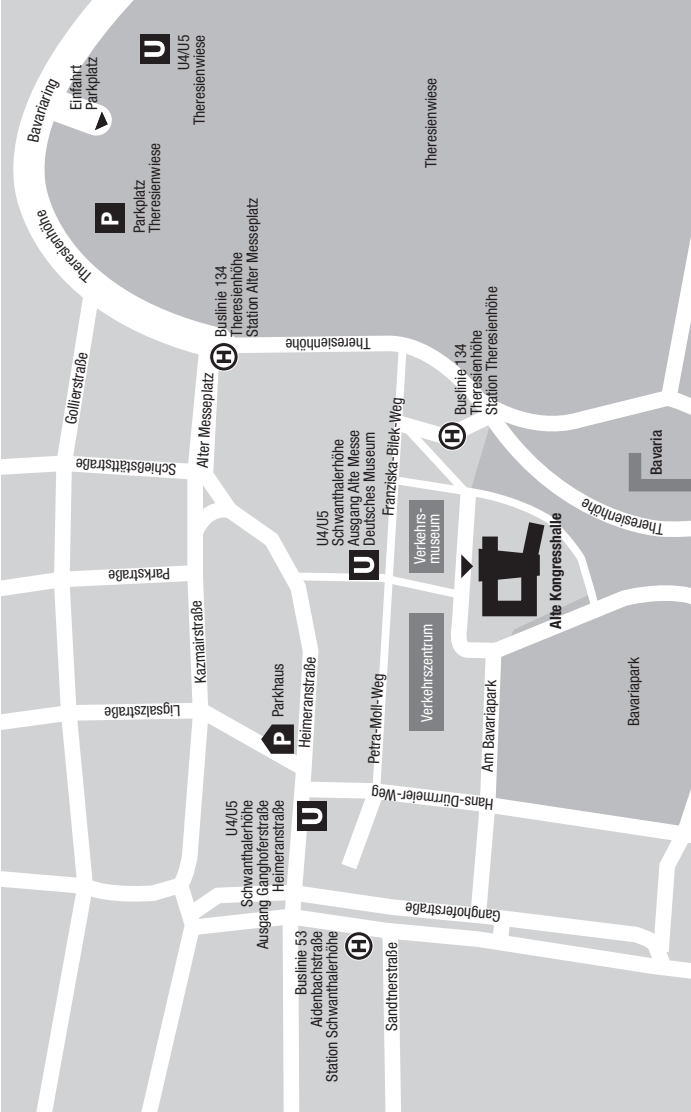 Sandtnerstraße
H
Buslinie 53
Aidenbachstraße
Station Schwanthalerhöhe
Ganghoferstraße
U4/U5
Schwanthalerhöhe
Ausgang Ganghoferstraße
Heimeranstraße
U
Hans-Dürrmeier-Weg
P
Parkhaus
Heimeranstraße
Petra-Moll-Weg
Am Bavariapark
Bavariapark
Ligsalzstraße
Kazmairstraße
Parkstraße
Verkehrszentrum
Verkehrs-
museum
Alte Kongresshalle
U4/U5
Schwanthalerhöhe
Ausgang Alte Messe
Deutsches Museum
U
Franziska-Bilek-Weg
Schießstättstraße
Gollierstraße
Alter Messeplatz
Theresienhöhe
Bavaria
H
Buslinie 134
Theresienhöhe
Station Theresienhöhe
H
Buslinie 134
Theresienhöhe
Station Alter Messeplatz
Theresienhöhe
Theresienhöhe
Bavariaring
P
Parkplatz
Theresienwiese
Einfahrt
Parkplatz
U
U4/U5
Theresienwiese
Theresienwiese